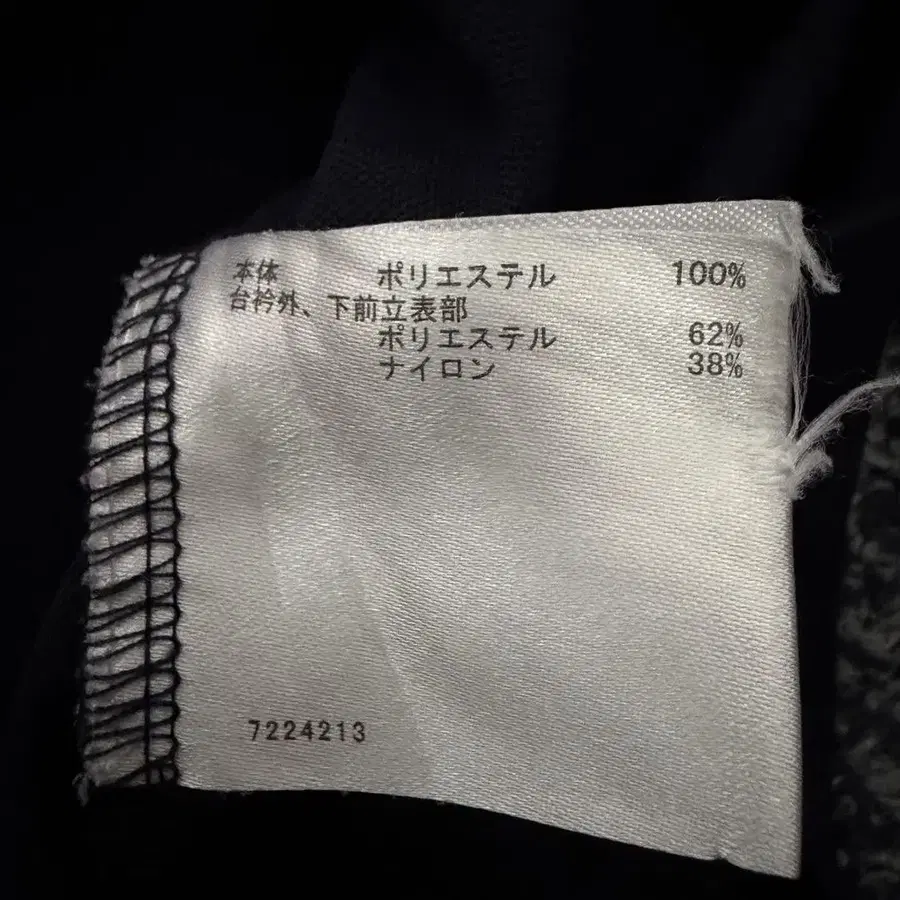 本体 ポリエステル 100%
台衿外、下前立表部
ポリエステル 62%
ナイロン 38%
7224213